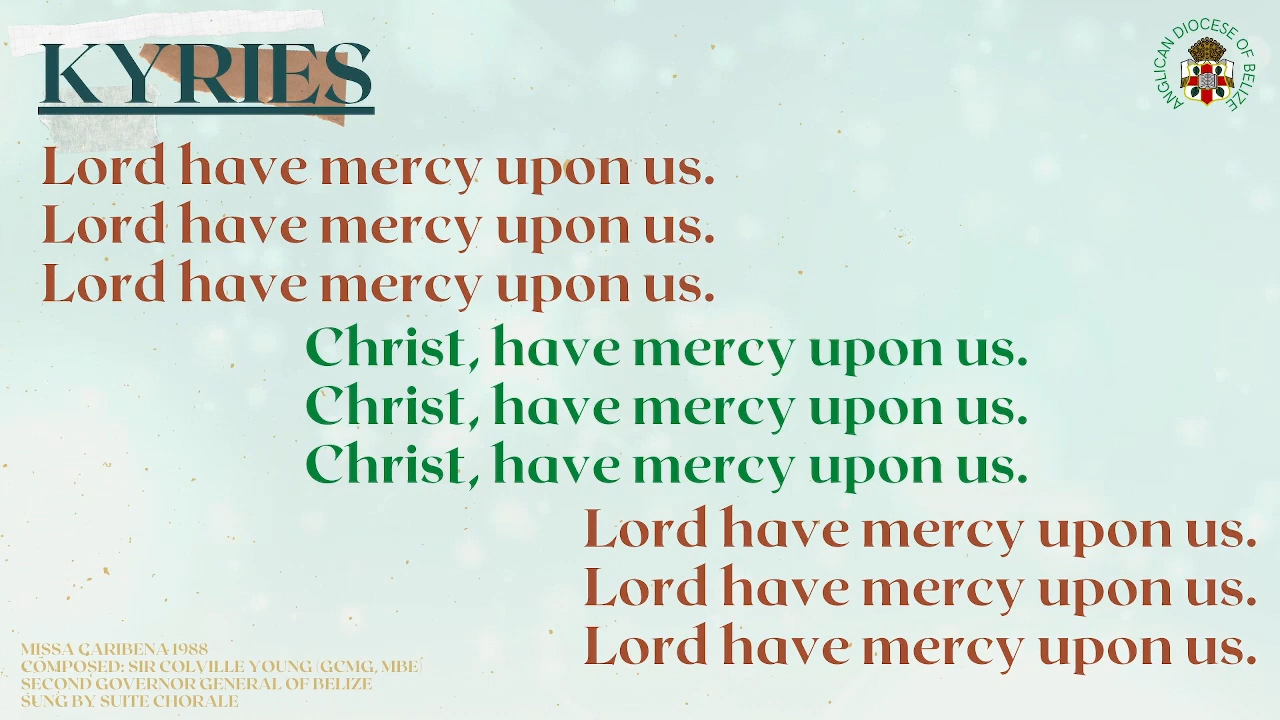 KYRIES
ANGLICAN DIOCESE OF BELIZE
Lord have mercy upon us.
Lord have mercy upon us.
Lord have mercy upon us.
Christ, have mercy upon us.
Christ, have mercy upon us.
Christ, have mercy upon us.
Lord have mercy upon us.
Lord have mercy upon us.
Lord have mercy upon us.
MISSA GARIBENA 1988
COMPOSED: SIR COLVILLE YOUNG (GCMG, MBE)
SECOND GOVERNOR GENERAL OF BELIZE
SUNG BY SUITE CHORALE